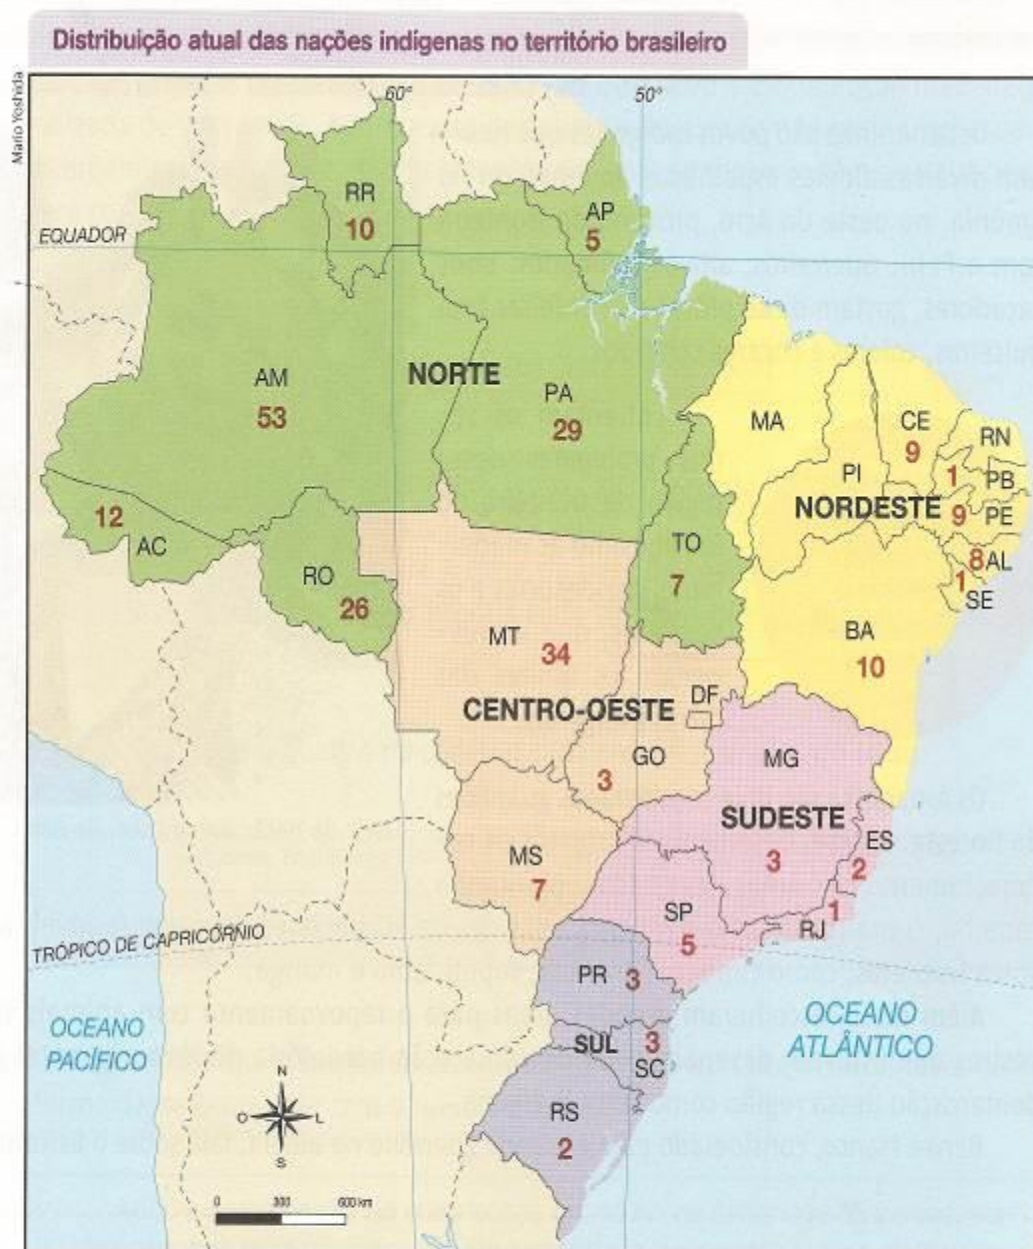 Distribuição atual das nações indígenas no território brasileiro
Mario Yoshida
60°
50°
RR
10
AP
5
EQUADOR
AM
53
NORTE
PA
29
MA
CE
9
RN
PI
1
PB
NORDESTE
9
PE
12
AC
TO
7
8
AL
1
SE
RO
26
BA
10
MT
34
CENTRO-OESTE
DF
GO
3
MG
SUDESTE
3
ES
2
MS
7
1
RJ
SP
5
TRÓPICO DE CAPRICÓRNIO
PR
3
OCEANO
PACÍFICO
OCEANO
ATLÂNTICO
SUL
3
SC
RS
2
N
O
L
S
0
300
600 km